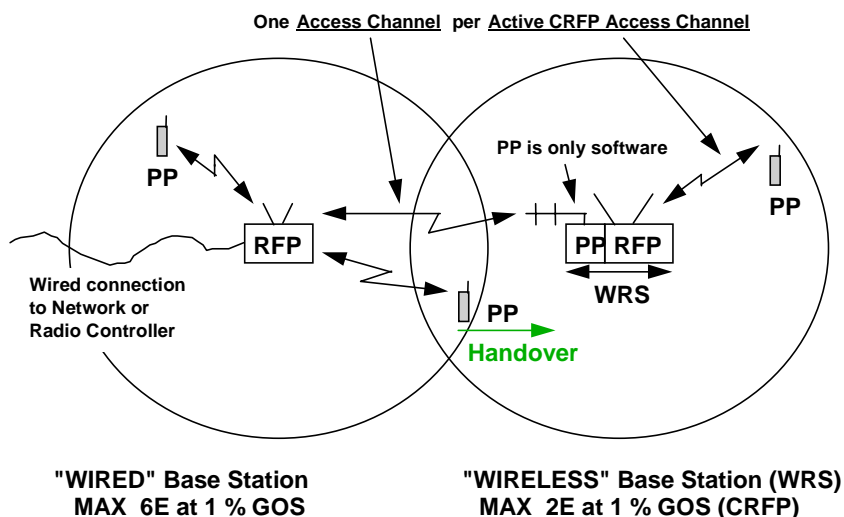 One Access Channel per Active CRFP Access Channel
PP is only software
PP
PP
RFP
PP RFP
WRS
Wired connection
to Network or
Radio Controller
PP
Handover
"WIRED" Base Station
MAX 6E at 1 % GOS
"WIRELESS" Base Station (WRS)
MAX 2E at 1 % GOS (CRFP)